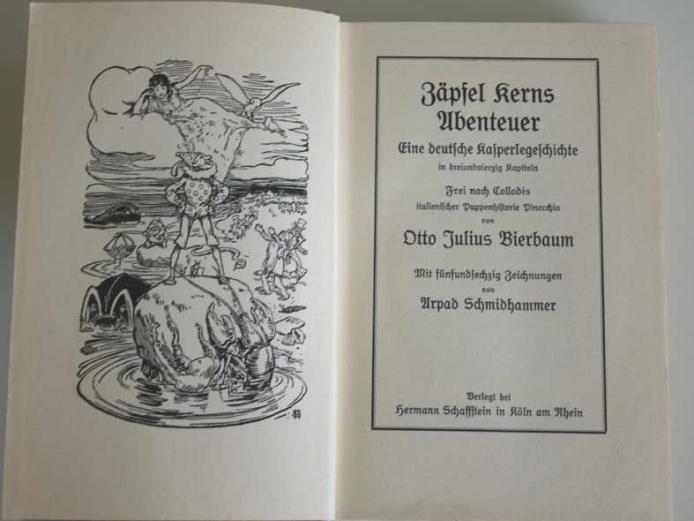 Zäpfel Kerns
Abenteuer
Eine deutsche Kasperlegeschichte
in dreiundvierzig Kapiteln
Frei nach Collodis
italienischer Puppenhistorie Pinocchio
von
Otto Julius Bierbaum
Mit fünfundsechzig Zeichnungen
von
Arpad Schmidhammer
Verlegt bei
Hermann Schaffstein in Köln am Rhein